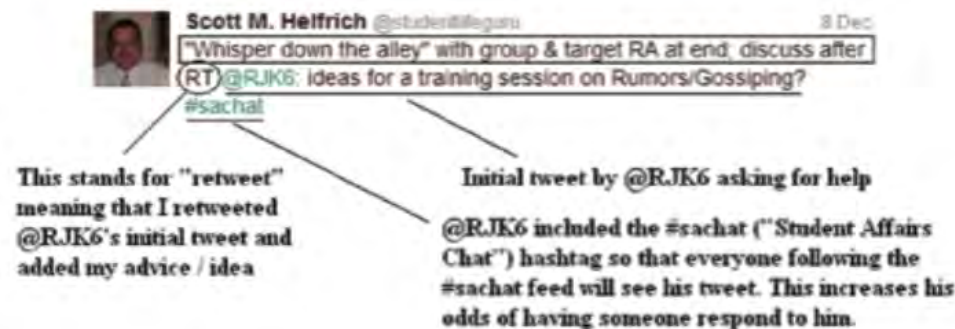 Scott M. Helfrich @studentlifeguru 8 Dec
"Whisper down the alley" with group & target RA at end; discuss after
RT @RJK6: ideas for a training session on Rumors/Gossiping?
#sachat
This stands for "retweet"
meaning that I retweeted
@RJK6's initial tweet and
added my advice / idea
Initial tweet by @RJK6 asking for help
@RJK6 included the #sachat ("Student Affairs
Chat") hashtag so that everyone following the
#sachat feed will see his tweet. This increases his
odds of having someone respond to him.